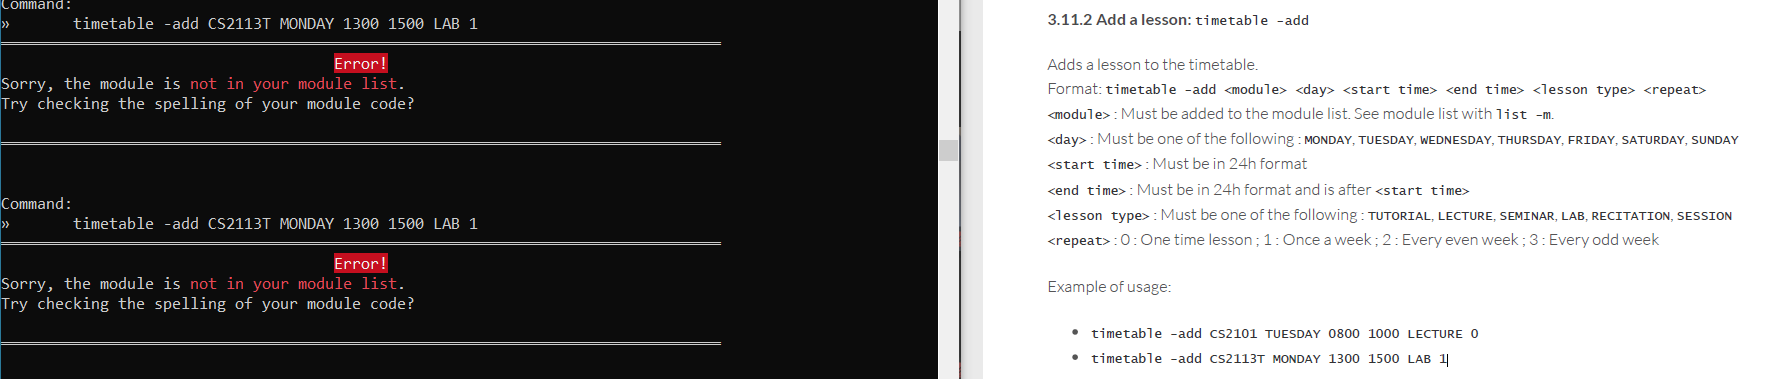 Command:
»       timetable -add CS2113T MONDAY 1300 1500 LAB 1
Error!
Sorry, the module is not in your module list.
Try checking the spelling of your module code?
Command:
»       timetable -add CS2113T MONDAY 1300 1500 LAB 1
Error!
Sorry, the module is not in your module list.
Try checking the spelling of your module code?
3.11.2 Add a lesson: timetable -add
Adds a lesson to the timetable.
Format: timetable -add <module> <day> <start time> <end time> <lesson type> <repeat>
<module> : Must be added to the module list. See module list with list -m.
<day> : Must be one of the following : MONDAY, TUESDAY, WEDNESDAY, THURSDAY, FRIDAY, SATURDAY, SUNDAY
<start time> : Must be in 24h format
<end time> : Must be in 24h format and is after <start time>
<lesson type> : Must be one of the following : TUTORIAL, LECTURE, SEMINAR, LAB, RECITATION, SESSION
<repeat> : 0 : One time lesson ; 1 : Once a week ; 2 : Every even week ; 3 : Every odd week
Example of usage:
• timetable -add CS2101 TUESDAY 0800 1000 LECTURE 0
• timetable -add CS2113T MONDAY 1300 1500 LAB 1